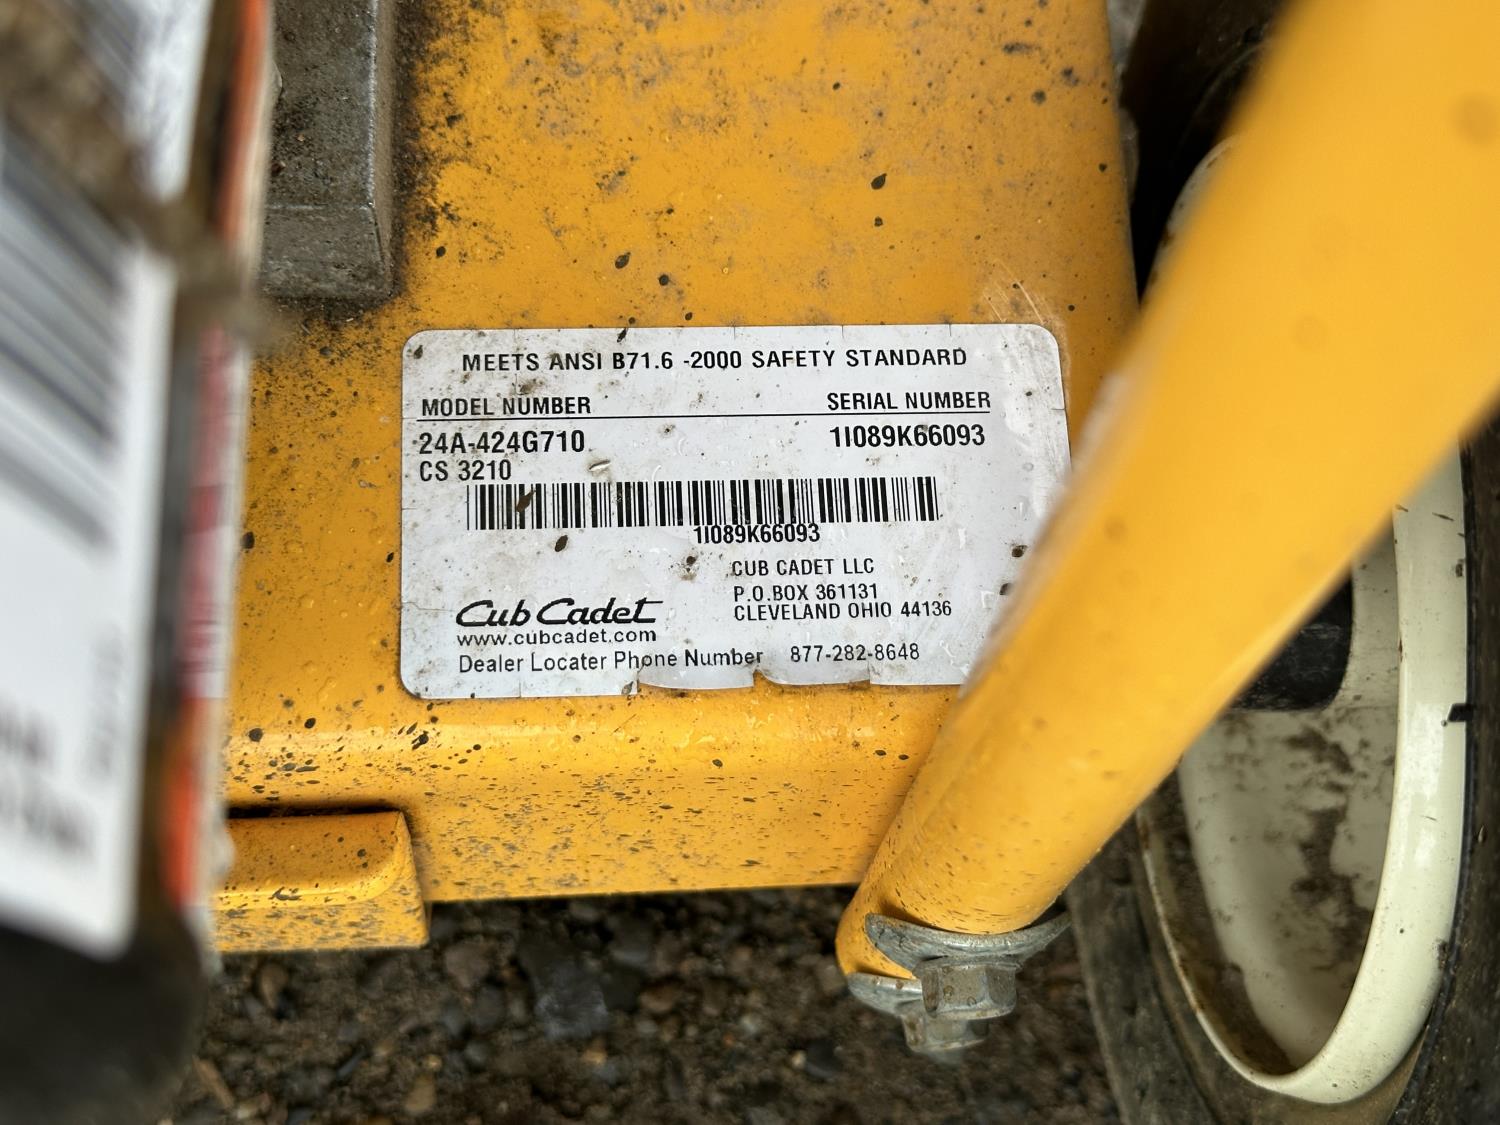 MEETS ANSI B71.6 -2000 SAFETY STANDARD
MODEL NUMBER SERIAL NUMBER
24A-424G710 1I089K66093
CS 3210
1I089K66093
CUB CADET LLC
P.O.BOX 361131
CLEVELAND OHIO 44136
Cub Cadet
www.cubcadet.com
Dealer Locater Phone Number 877-282-8648